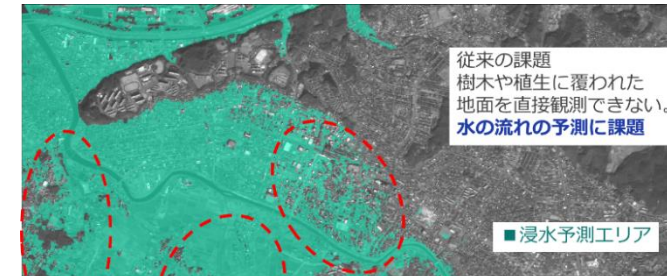 従来の課題
樹木や植生に覆われた
地面を直接観測できない。
水の流れの予測に課題
■浸水予測エリア